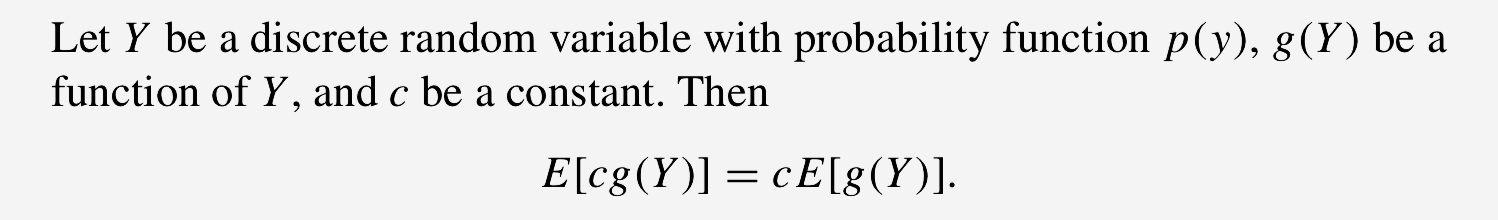 Let Y be a discrete random variable with probability function p(y), g(Y) be a
function of Y, and c be a constant. Then
E[cg(Y)] = cE[g(Y)].